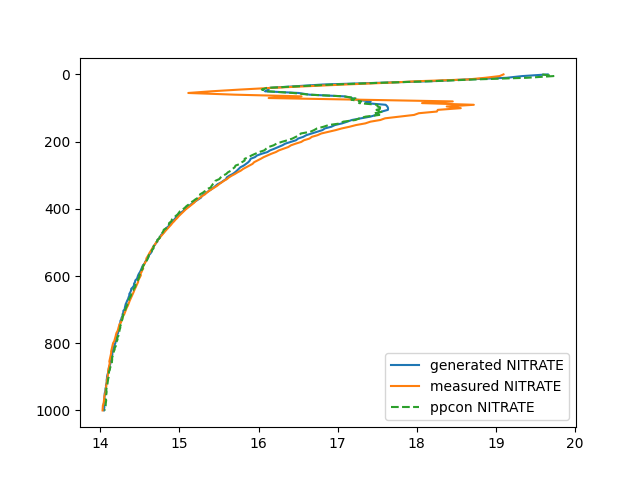 0
200
400
600
800
1000
14 15 16 17 18 19 20
generated NITRATE
measured NITRATE
ppcon NITRATE